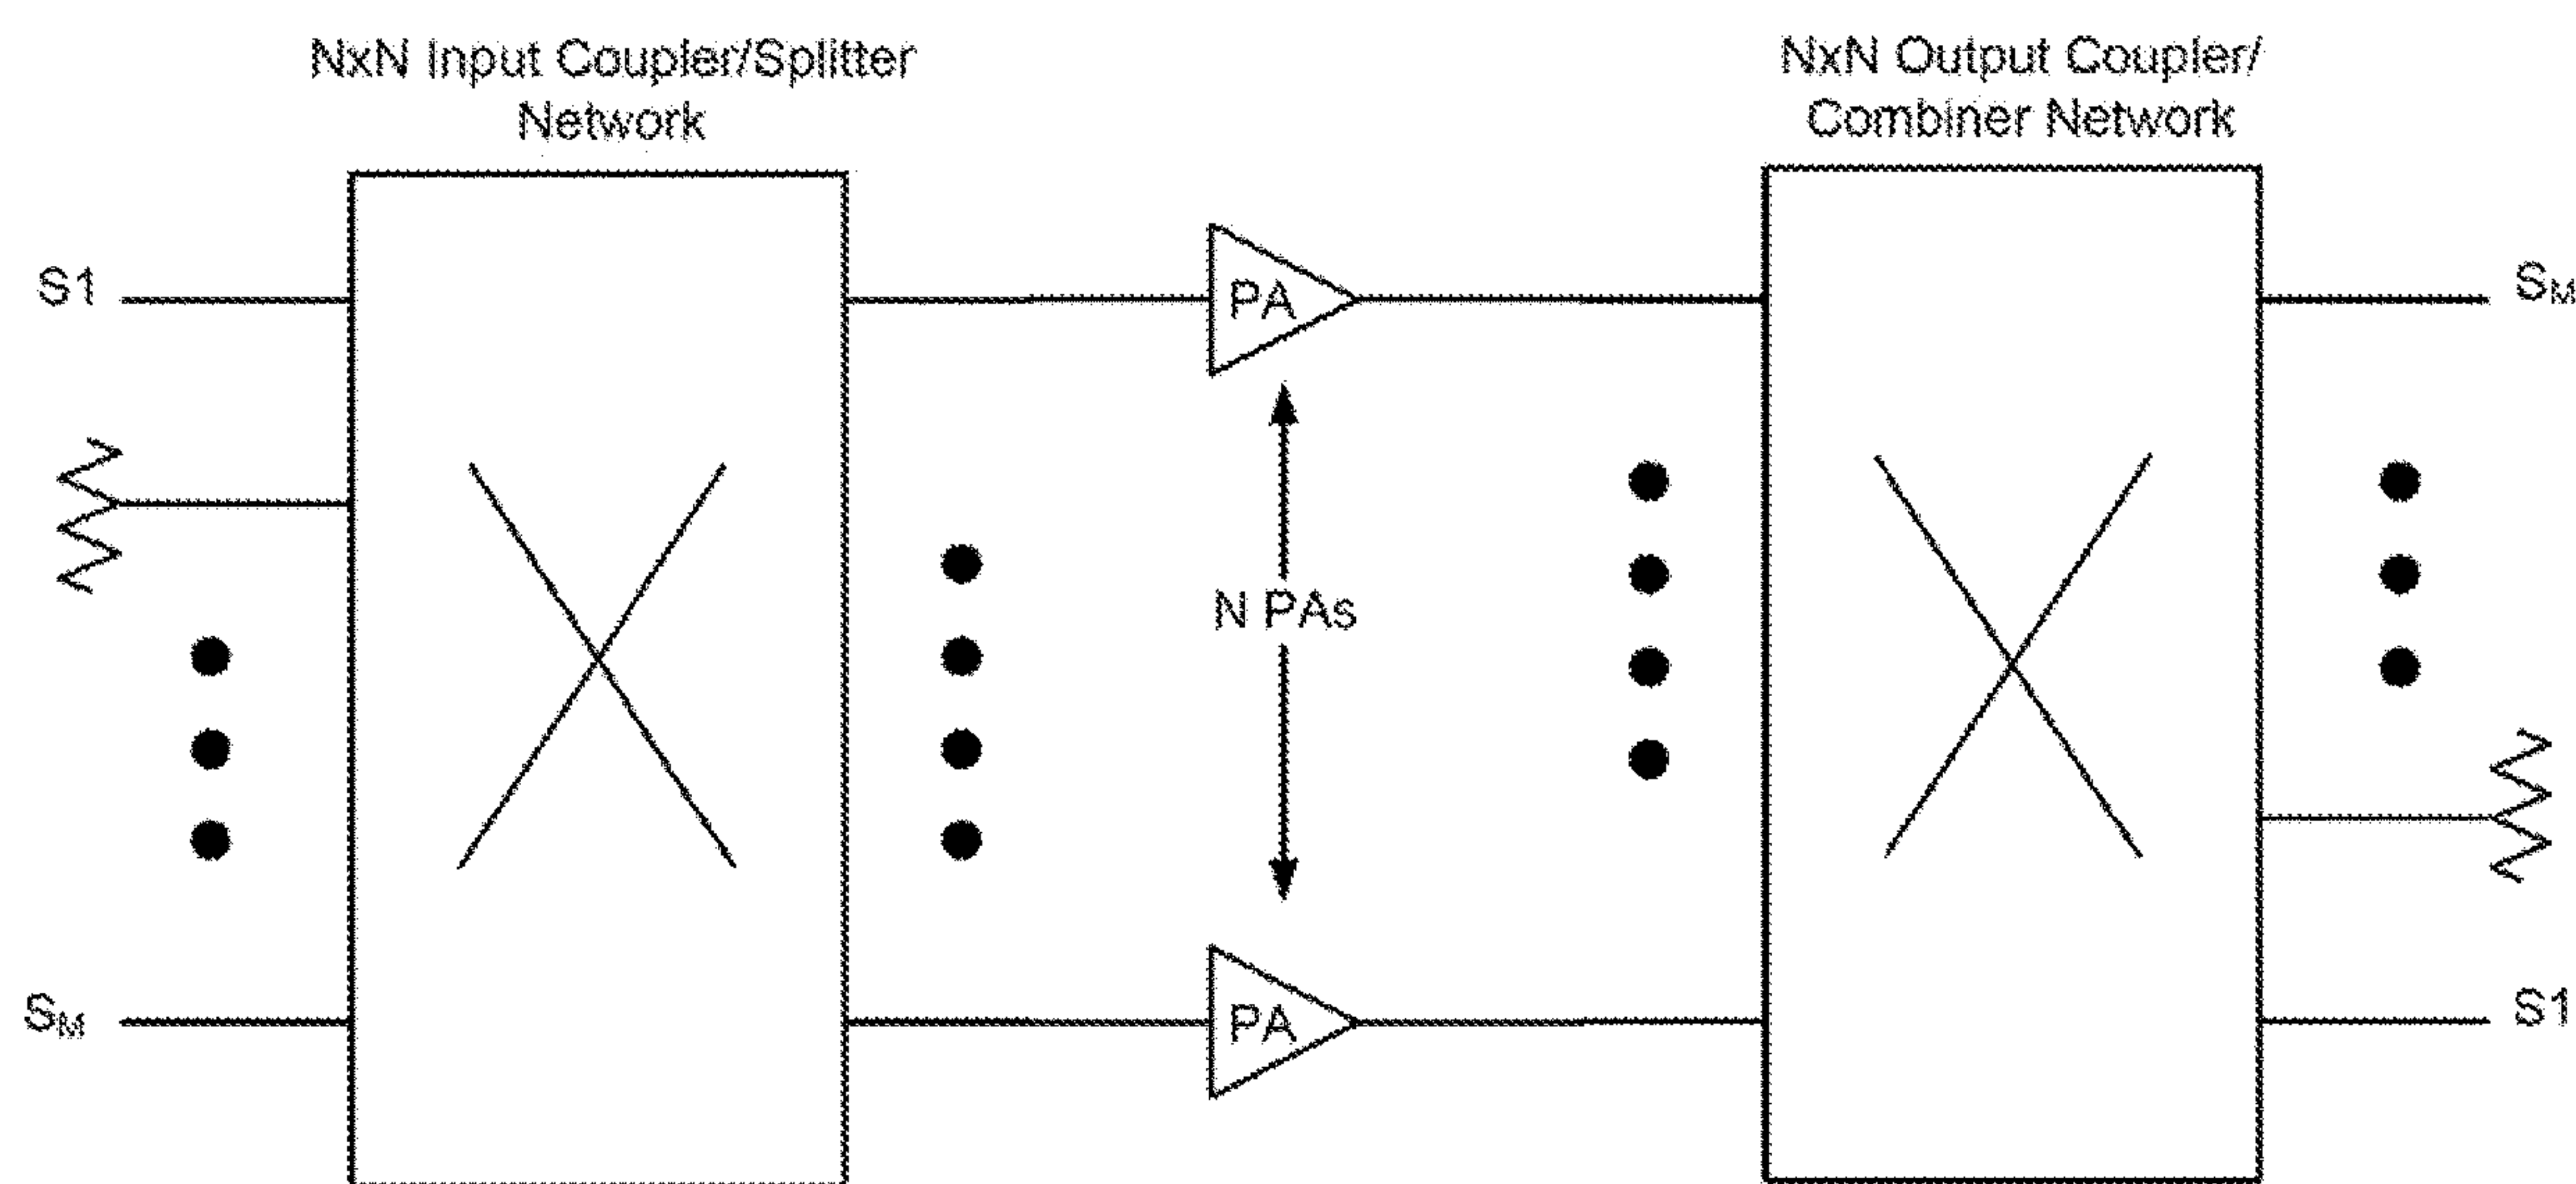 NxN Input Coupler/Splitter
Network
NxN Output Coupler/
Combiner Network
S1
PA
SM
N PAs
SM
PA
S1